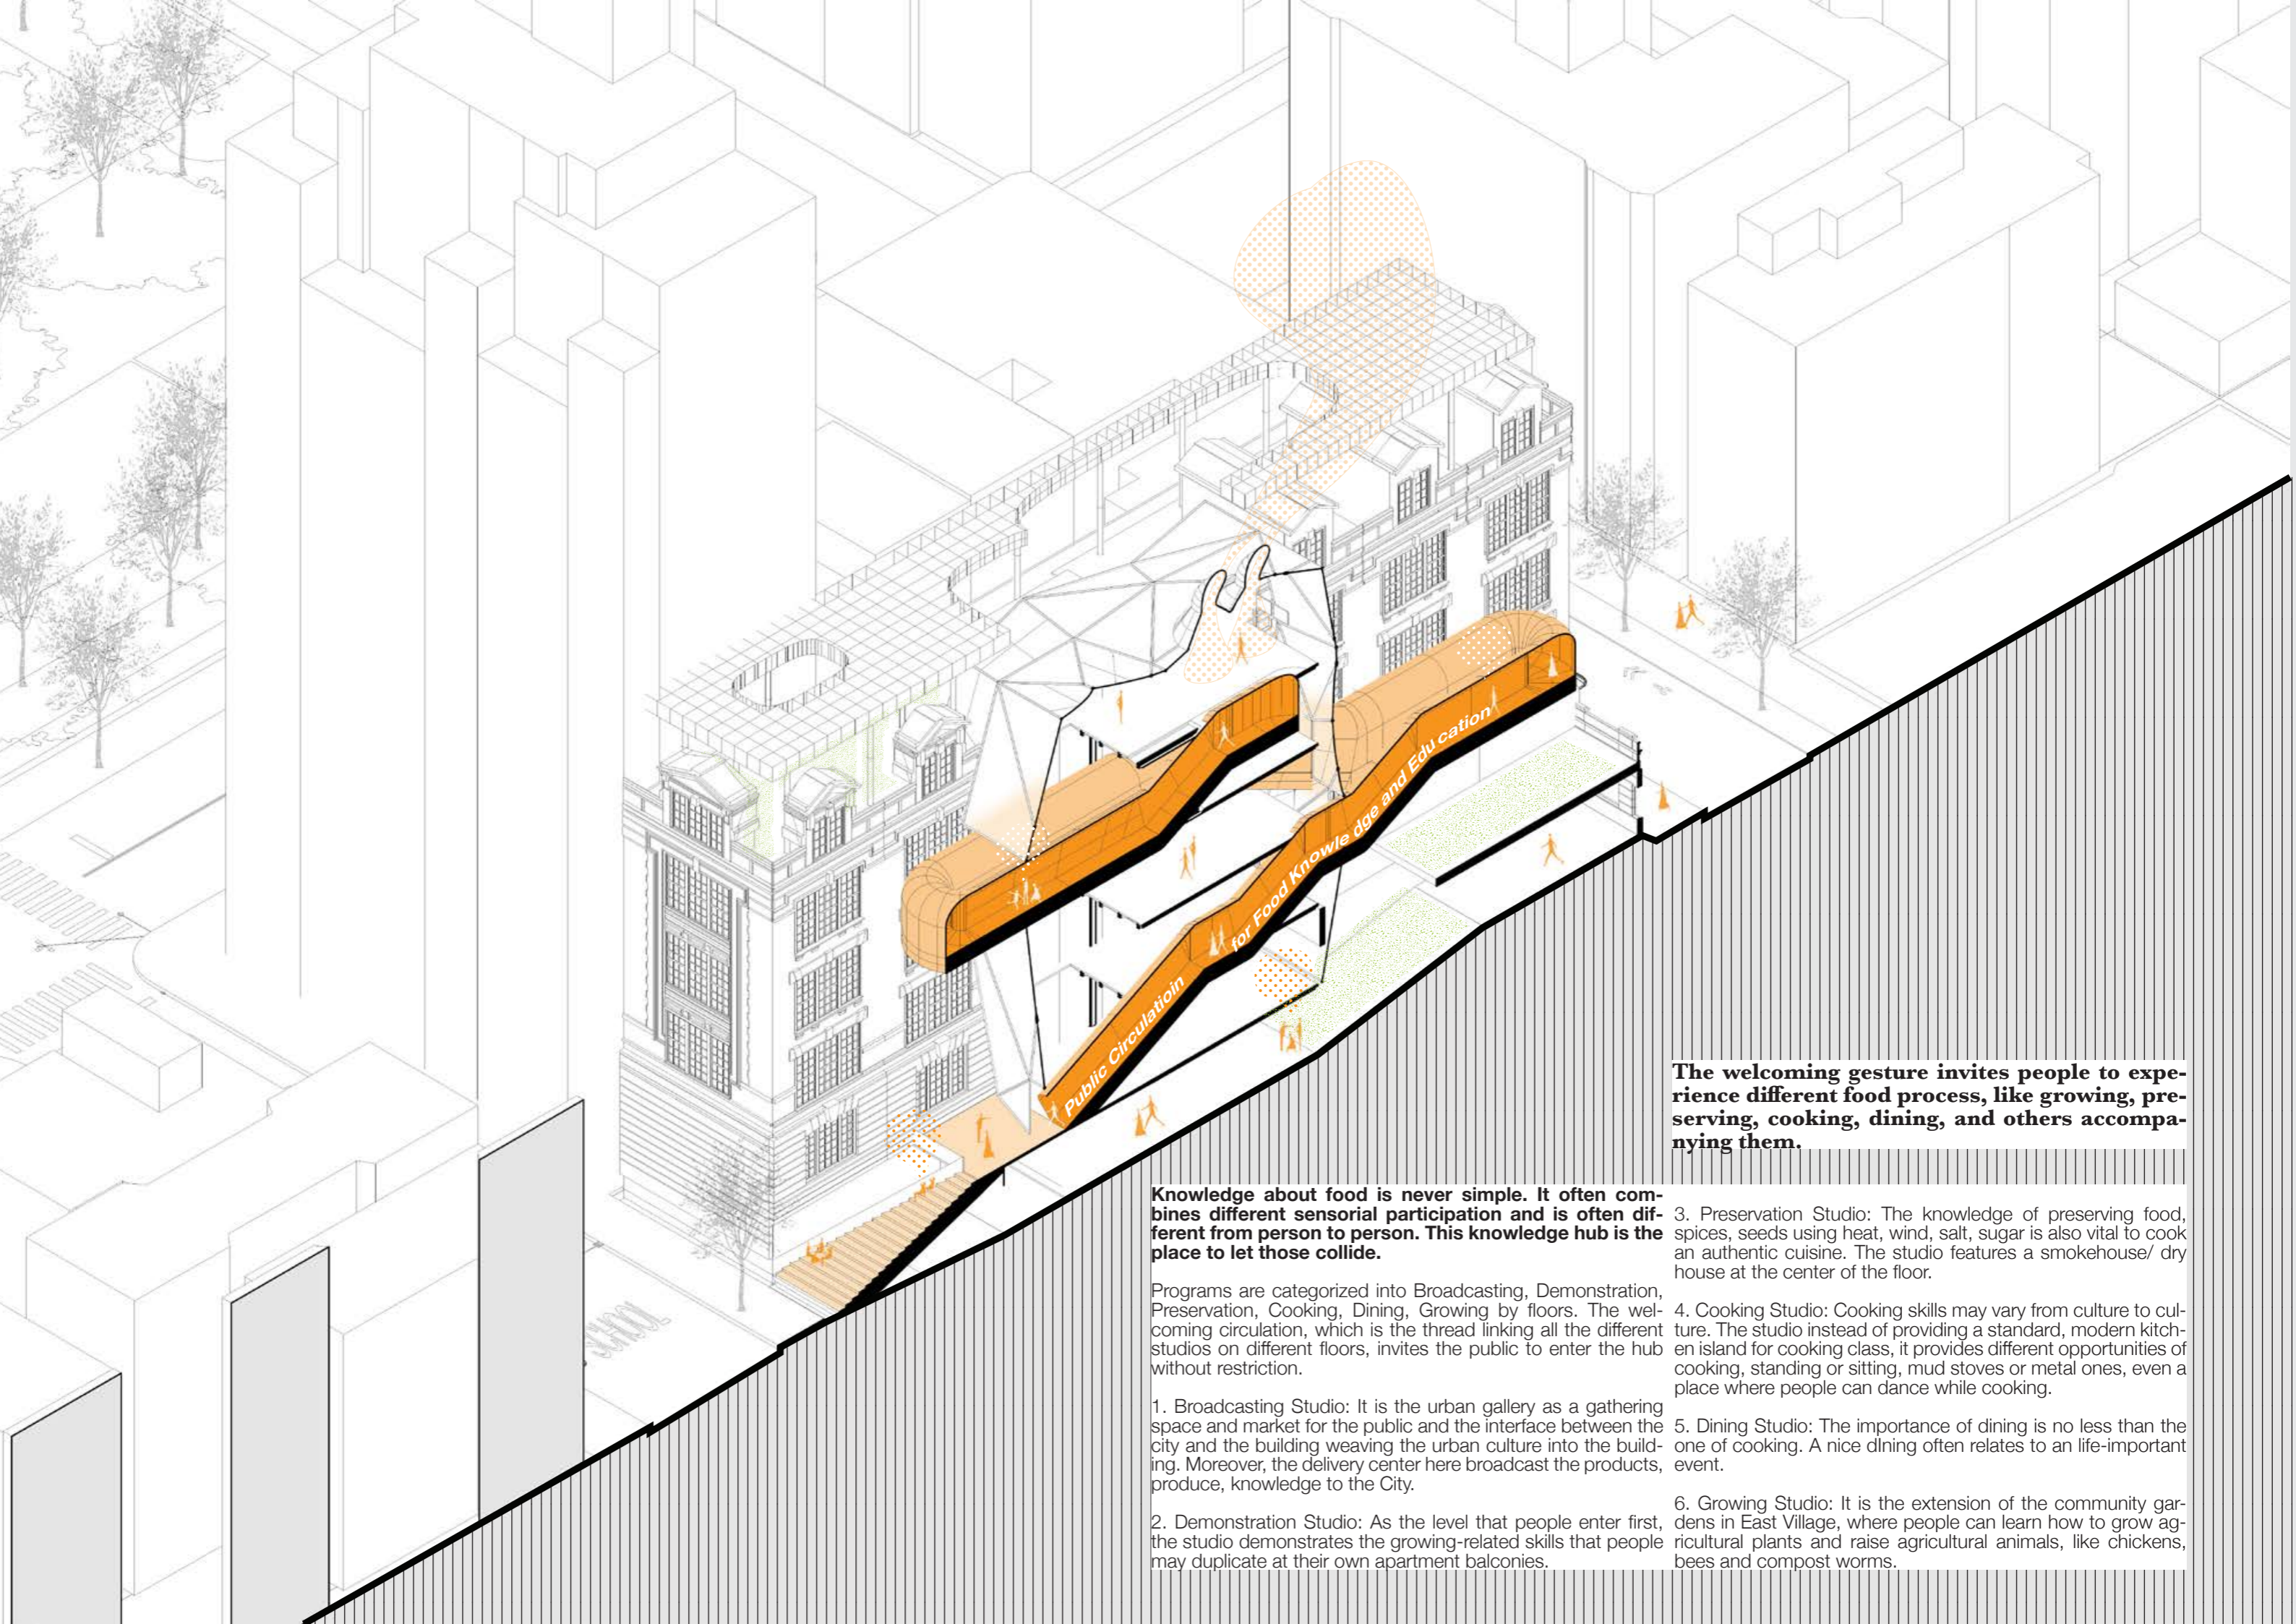 Public Circulatioin
for Food Knowle dge and Edu cation
SCHOOL
The welcoming gesture invites people to expe-
rience different food process, like growing, pre-
serving, cooking, dining, and others accompa-
nying them.
Knowledge about food is never simple. It often com-
bines different sensorial participation and is often dif-
ferent from person to person. This knowledge hub is the
place to let those collide.
Programs are categorized into Broadcasting, Demonstration,
Preservation, Cooking, Dining, Growing by floors. The wel-
coming circulation, which is the thread linking all the different
studios on different floors, invites the public to enter the hub
without restriction.
1. Broadcasting Studio: It is the urban gallery as a gathering
space and market for the public and the interface between the
city and the building weaving the urban culture into the build-
ing. Moreover, the delivery center here broadcast the products,
produce, knowledge to the City.
2. Demonstration Studio: As the level that people enter first,
the studio demonstrates the growing-related skills that people
may duplicate at their own apartment balconies.
3. Preservation Studio: The knowledge of preserving food,
spices, seeds using heat, wind, salt, sugar is also vital to cook
an authentic cuisine. The studio features a smokehouse/ dry
house at the center of the floor.
4. Cooking Studio: Cooking skills may vary from culture to cul-
ture. The studio instead of providing a standard, modern kitch-
en island for cooking class, it provides different opportunities of
cooking, standing or sitting, mud stoves or metal ones, even a
place where people can dance while cooking.
5. Dining Studio: The importance of dining is no less than the
one of cooking. A nice dIning often relates to an life-important
event.
6. Growing Studio: It is the extension of the community gar-
dens in East Village, where people can learn how to grow ag-
ricultural plants and raise agricultural animals, like chickens,
bees and compost worms.